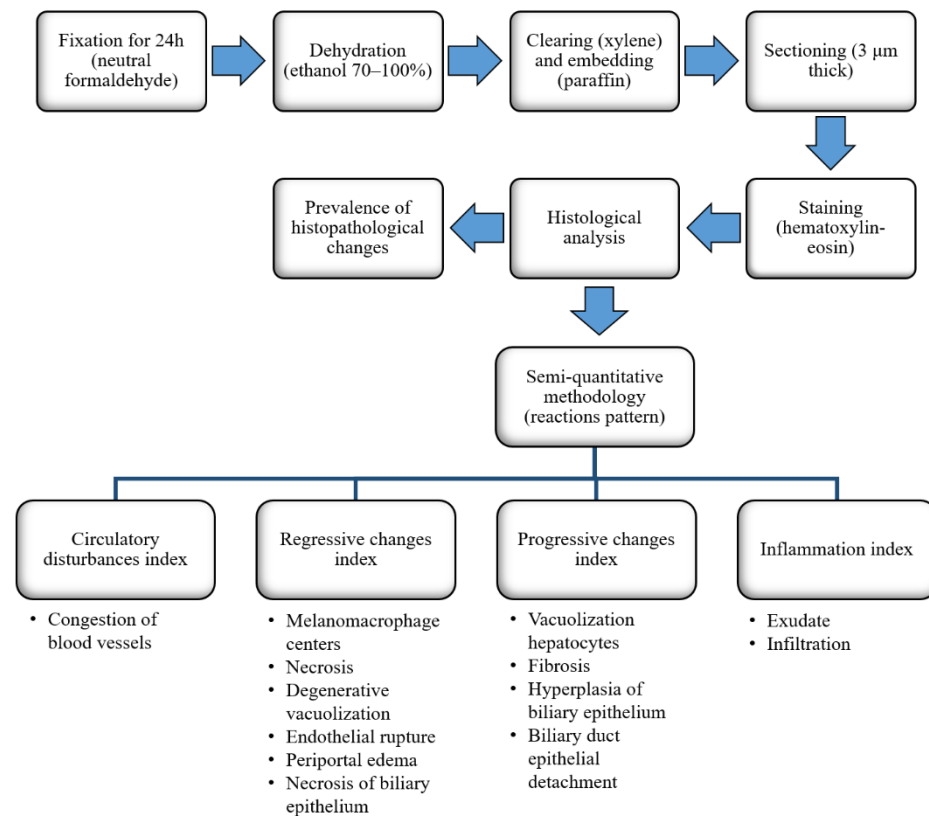 Fixation for 24h
(neutral
formaldehyde)
Dehydration
(ethanol 70–100%)
Clearing (xylene)
and embedding
(paraffin)
Sectioning (3 μm
thick)
Prevalence of
histopathological
changes
Histological
analysis
Staining
(hematoxylin-
eosin)
Semi-quantitative
methodology
(reactions pattern)
Circulatory
disturbances index
Regressive changes
index
Progressive changes
index
Inflammation index
• Congestion of
blood vessels
• Melanomacrophage
centers
• Necrosis
• Degenerative
vacuolization
• Endothelial rupture
• Periportal edema
• Necrosis of biliary
epithelium
• Vacuolization
hepatocytes
• Fibrosis
• Hyperplasia of
biliary epithelium
• Biliary duct
epithelial
detachment
• Exudate
• Infiltration